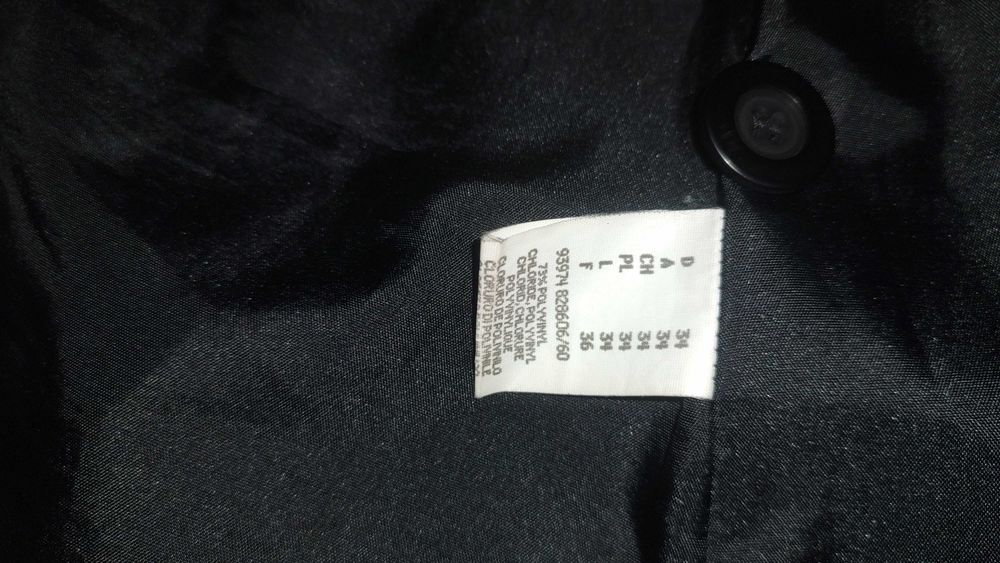 D 34
A 34
CH 34
PL 34
L 34
F 36
93974 828606/60
73% POLYVINYL
CHLORIDE, POLYVINYL
CHLORID, CHLORURE
POLYVINYLIQUE
CLORURO DE POLIVINILO
CLORURO DI POLIVINILE